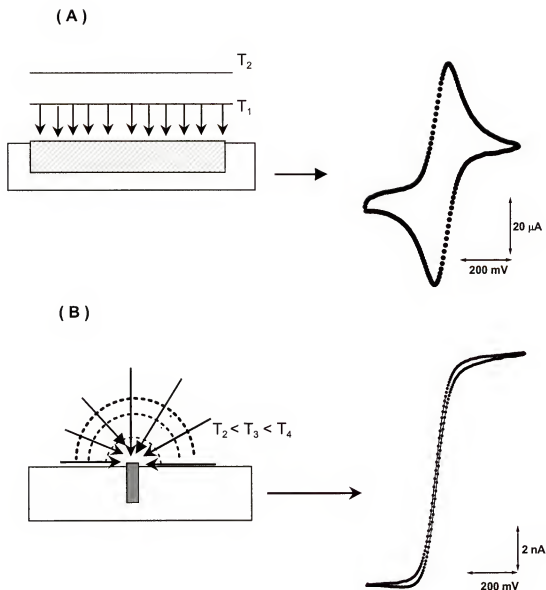 ( A )
T2
T1
20 μA
200 mV
( B )
T2 < T3 < T4
2 nA
200 mV